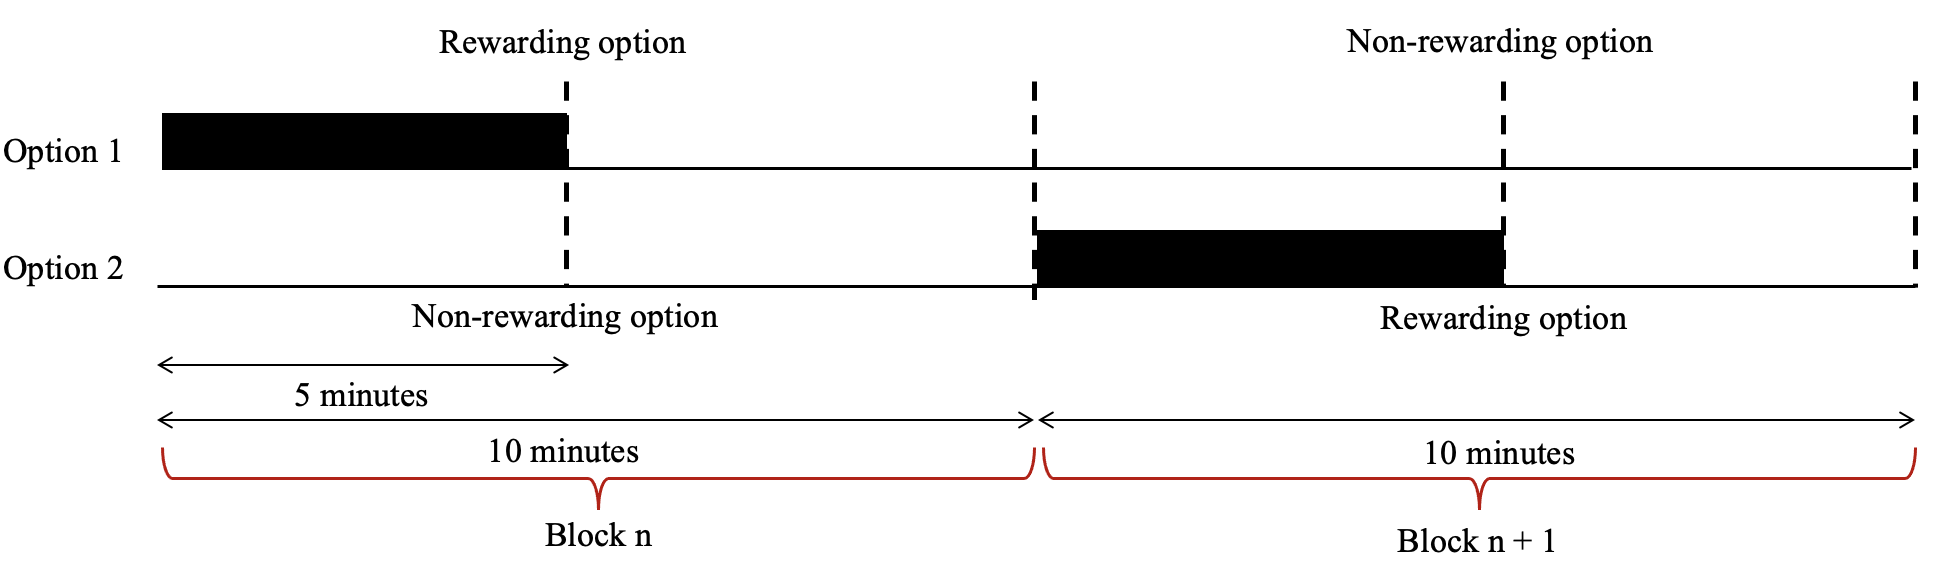 Rewarding option
Non-rewarding option
Option 1
Option 2
Non-rewarding option
Rewarding option
5 minutes
10 minutes
10 minutes
Block n
Block n + 1